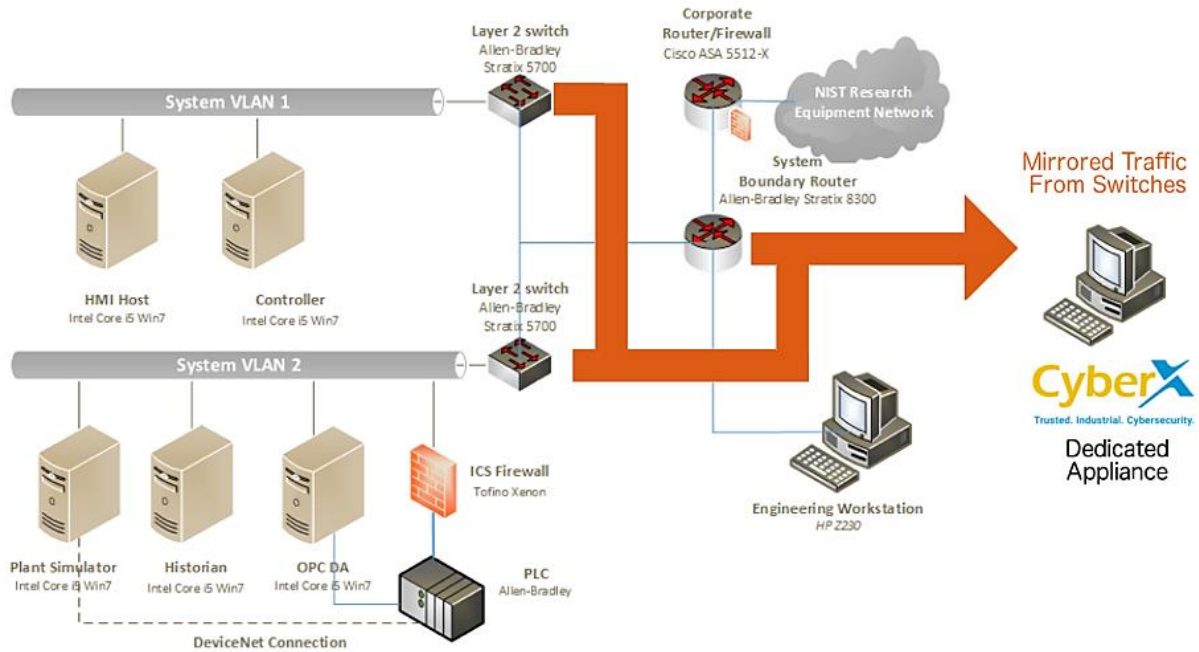 Layer 2 switch
Allen-Bradley
Stratix 5700
Corporate
Router/Firewall
Cisco ASA 5512-X
System VLAN 1
NIST Research
Equipment Network
Mirrored Traffic
From Switches
System
Boundary Router
Allen-Bradley Stratix 8300
HMI Host
Intel Core i5 Win7
Controller
Intel Core i5 Win7
Layer 2 switch
Allen-Bradley
Stratix 5700
System VLAN 2
CyberX
Trusted. Industrial. Cybersecurity.
Dedicated
Appliance
ICS Firewall
Tofino Xenon
Engineering Workstation
HP Z230
Plant Simulator
Intel Core i5 Win7
Historian
Intel Core i5 Win7
OPC DA
Intel Core i5 Win7
PLC
Allen-Bradley
DeviceNet Connection